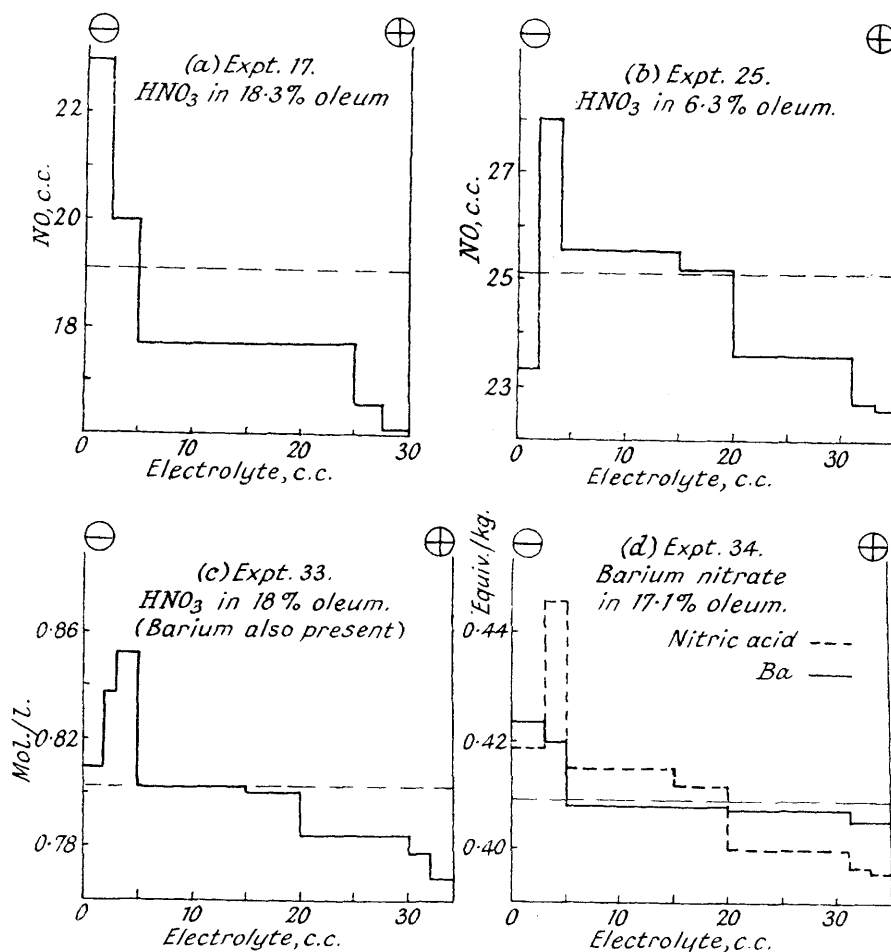 ⊖ ⊕
(a) Expt. 17.
HNO₃ in 18·3% oleum
22
20
18
NO, c.c.
0 10 20 30
Electrolyte, c.c.
⊖ ⊕
(b) Expt. 25.
HNO₃ in 6·3% oleum.
27
25
23
NO, c.c.
0 10 20 30
Electrolyte, c.c.
⊖ ⊕
(c) Expt. 33.
HNO₃ in 18% oleum.
(Barium also present)
0·86
0·82
0·78
Mol./l.
0 10 20 30
Electrolyte, c.c.
⊖ ⊕
(d) Expt. 34.
Barium nitrate
in 17·1% oleum.
Nitric acid
Ba
Equiv./kg.
0·44
0·42
0·40
0 10 20 30
Electrolyte, c.c.